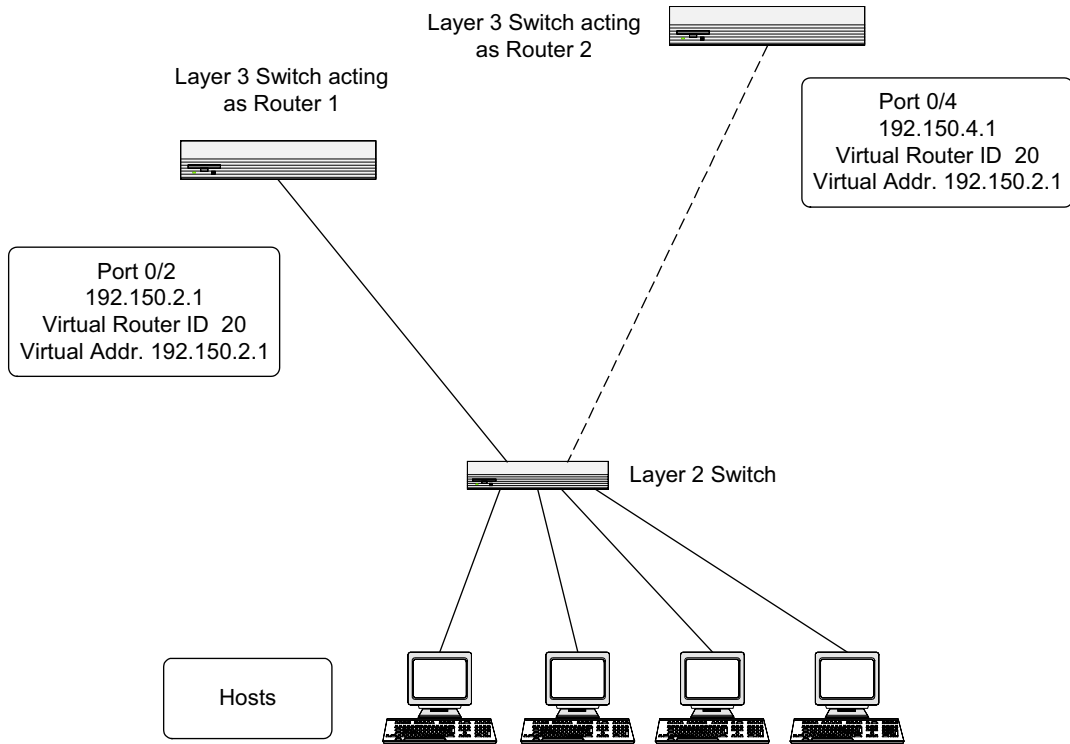 Layer 3 Switch acting
as Router 2
Layer 3 Switch acting
as Router 1
Port 0/4
192.150.4.1
Virtual Router ID 20
Virtual Addr. 192.150.2.1
Port 0/2
192.150.2.1
Virtual Router ID 20
Virtual Addr. 192.150.2.1
Layer 2 Switch
Hosts